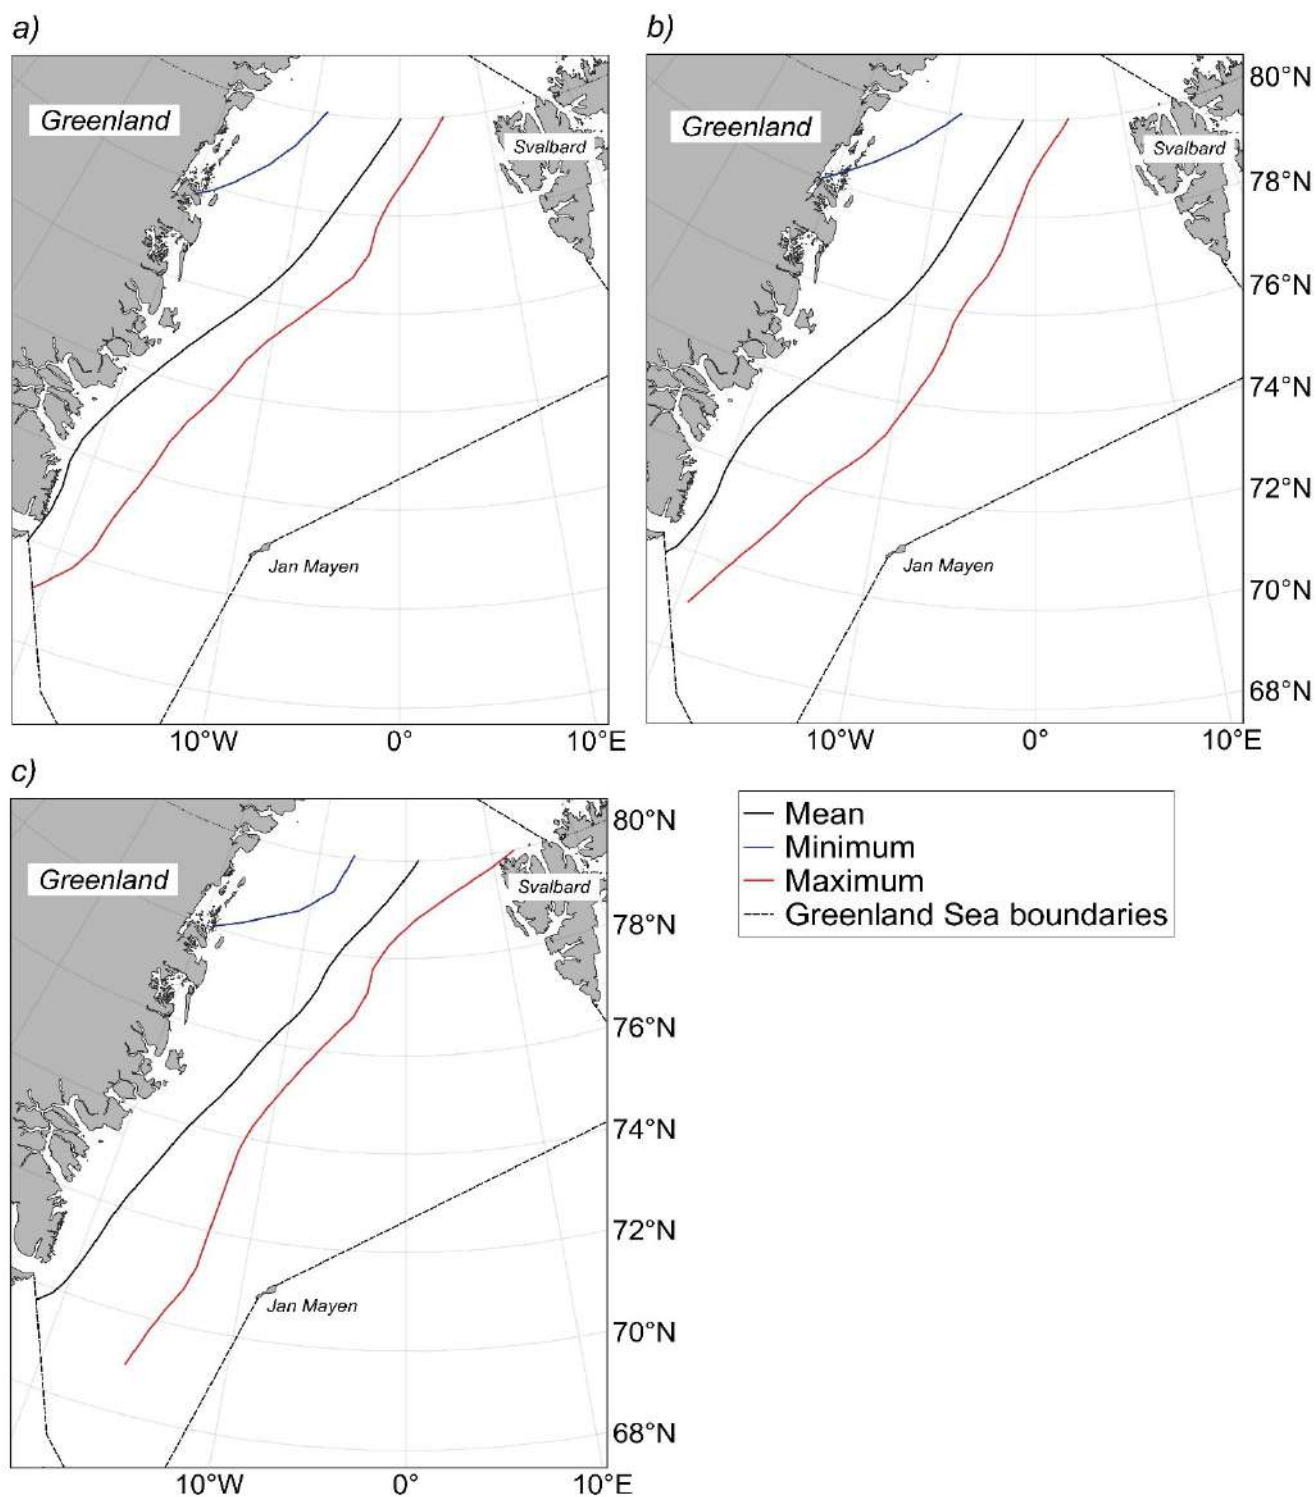 a)
b)
Greenland
Svalbard
Jan Mayen
10°W
0°
10°E
Greenland
Svalbard
Jan Mayen
80°N
78°N
76°N
74°N
72°N
70°N
68°N
10°W
0°
10°E
c)
Greenland
Svalbard
Jan Mayen
80°N
78°N
76°N
74°N
72°N
70°N
68°N
10°W
0°
10°E
Mean
Minimum
Maximum
Greenland Sea boundaries